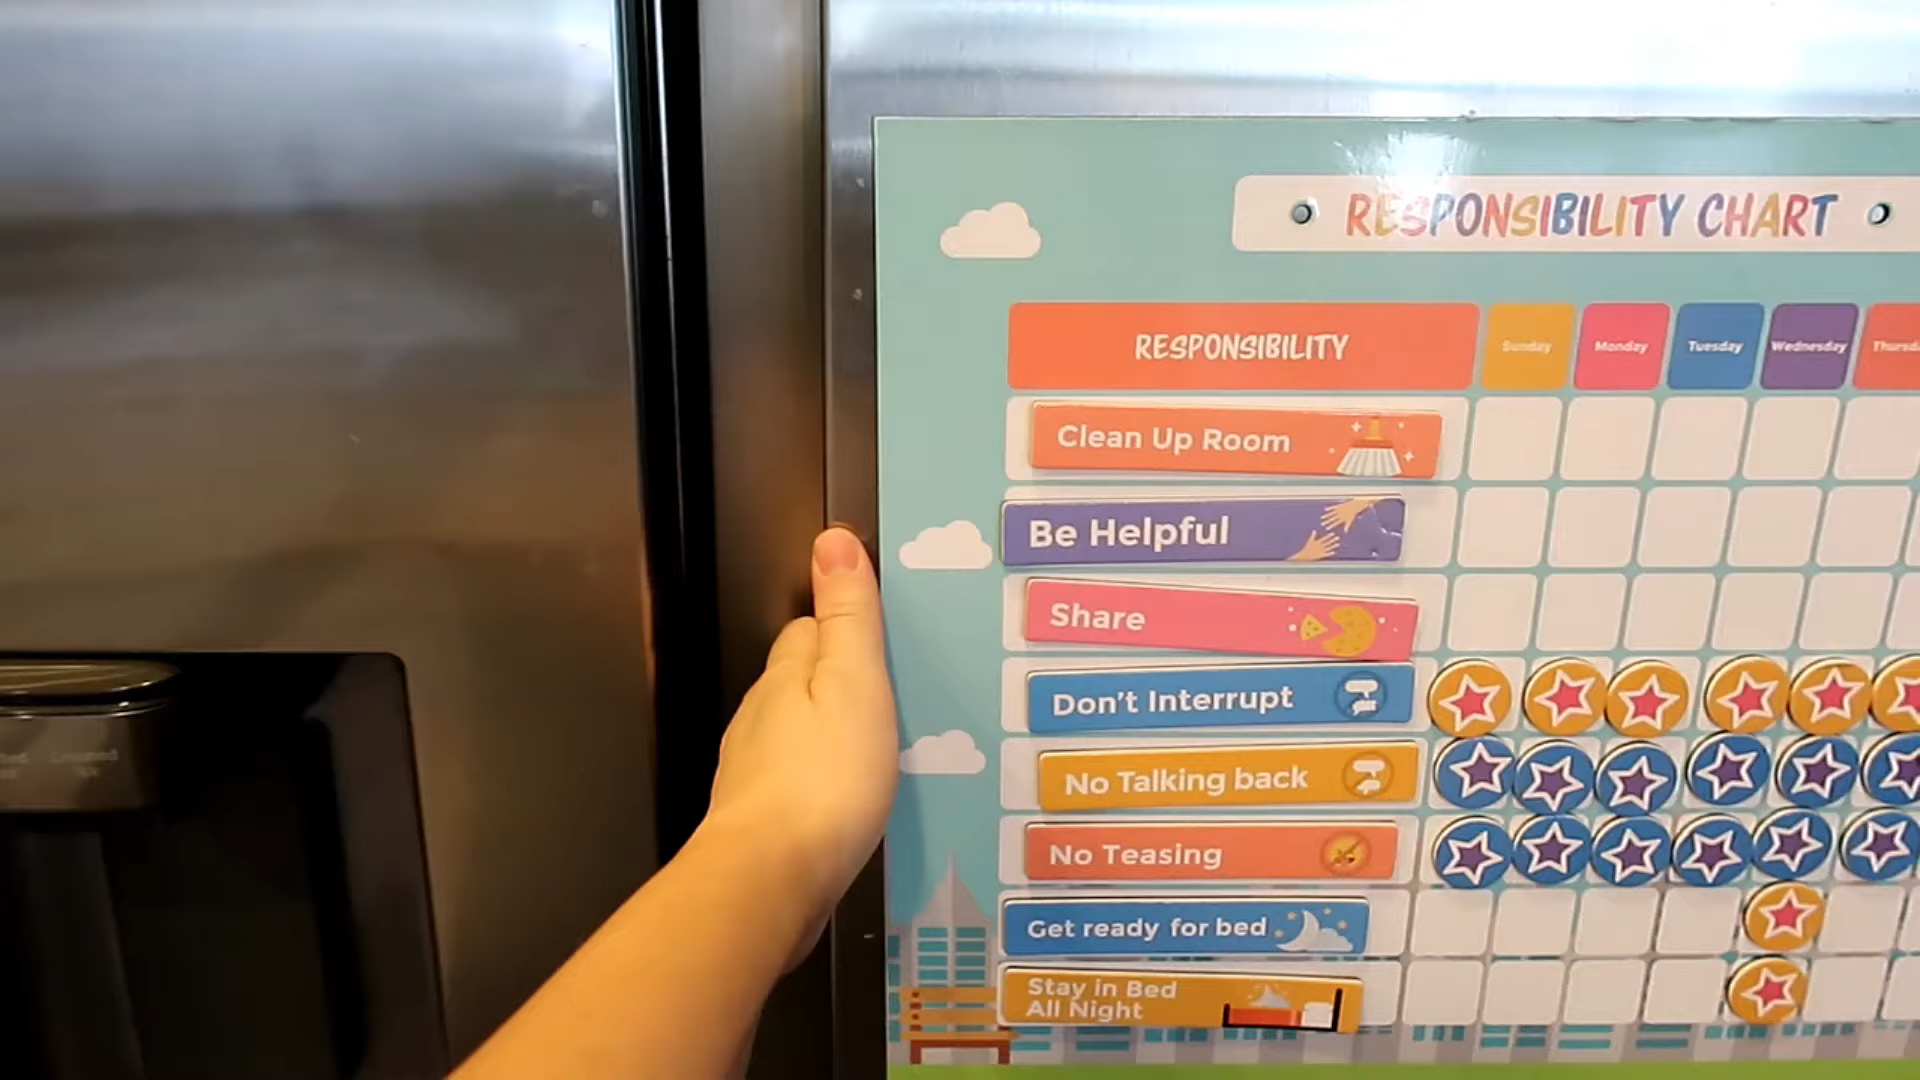 RESPONSIBILITY CHART
RESPONSIBILITY
Sunday
Monday
Tuesday
Wednesday
Thursd
Clean Up Room
Be Helpful
Share
Don't Interrupt
No Talking back
No Teasing
Get ready for bed
Stay in Bed
All Night